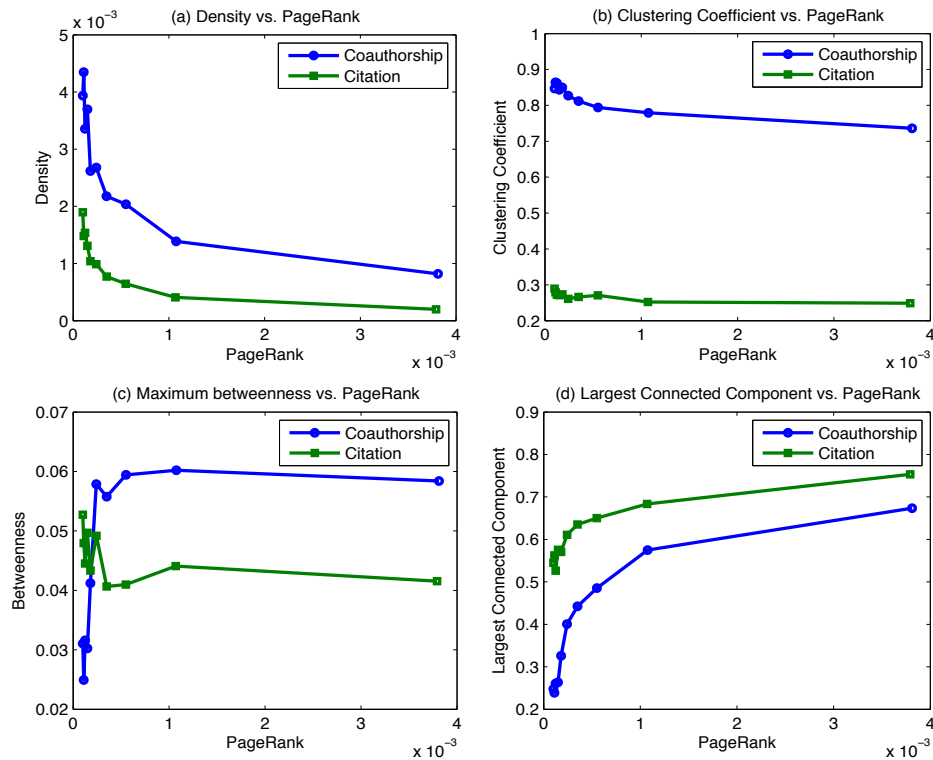 (a) Density vs. PageRank
x 10⁻³
5
4
3
2
1
0
Density
0 1 2 3 4
PageRank
x 10⁻³
Coauthorship
Citation
(b) Clustering Coefficient vs. PageRank
1
0.9
0.8
0.7
0.6
0.5
0.4
0.3
0.2
Clustering Coefficient
0 1 2 3 4
PageRank
x 10⁻³
Coauthorship
Citation
(c) Maximum betweenness vs. PageRank
0.07
0.06
0.05
0.04
0.03
0.02
Betweenness
0 1 2 3 4
PageRank
x 10⁻³
Coauthorship
Citation
(d) Largest Connected Component vs. PageRank
0.9
0.8
0.7
0.6
0.5
0.4
0.3
0.2
Largest Connected Component
0 1 2 3 4
PageRank
x 10⁻³
Coauthorship
Citation